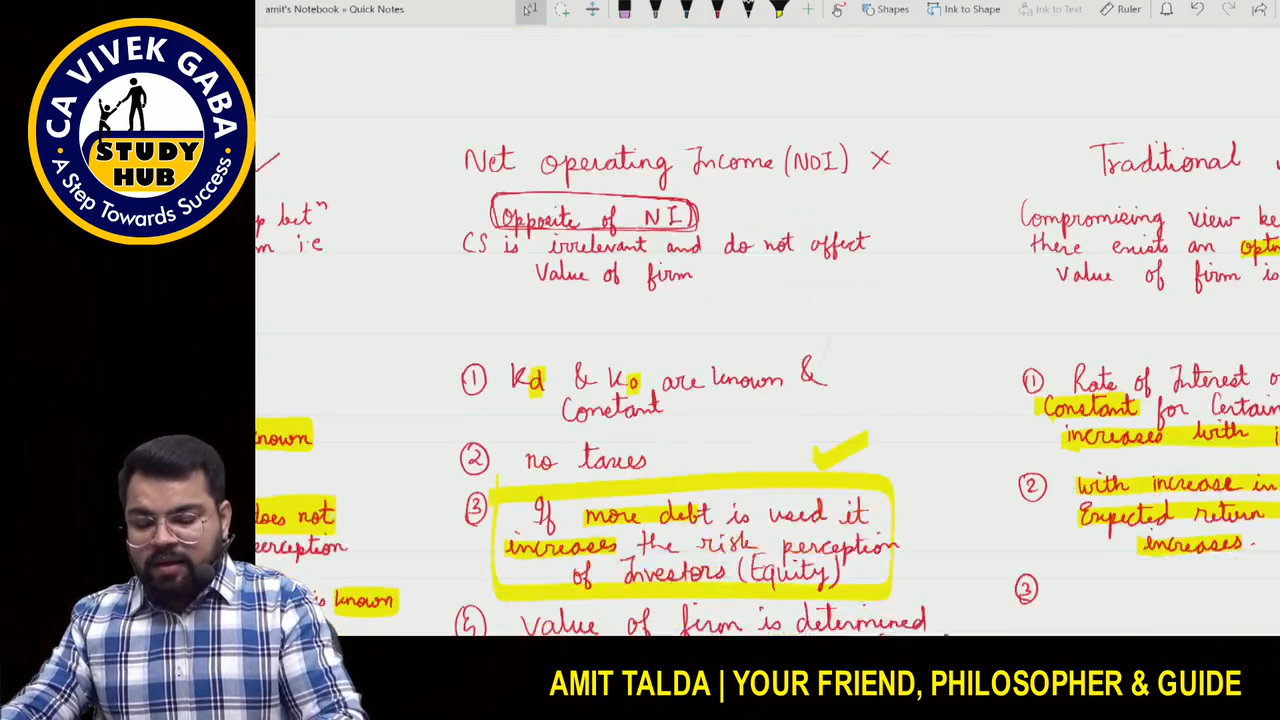 amit's Notebook » Quick Notes
Shapes
Ink to Shape
Ink to Text
Ruler
CA VIVEK GABA
STUDY
HUB
A Step Towards Success
p betⁿ
m i.e
known
does not
perception
is known
Net operating Income (NOI) ×
Opposite of NI
CS is irrelevant and do not affect
Value of firm
① Kd & Ko are known &
Constant
② no taxes
③ If more debt is used it
increases the risk perception
of Investors (Equity)
value of firm is determined
Traditional
Compromising view
there exists an
value of firm is
① Rate of Interest
Constant for Certain
increases with
② with increase in
Expected return
increases.
③
AMIT TALDA | YOUR FRIEND, PHILOSOPHER & GUIDE